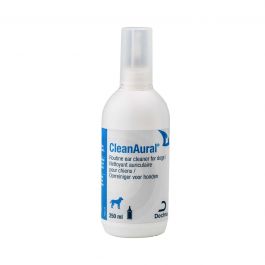 CleanAural®
Routine ear cleaner for dogs /
Nettoyant auriculaire
pour chiens /
Oorreiniger voor honden
250 ml
Dechra